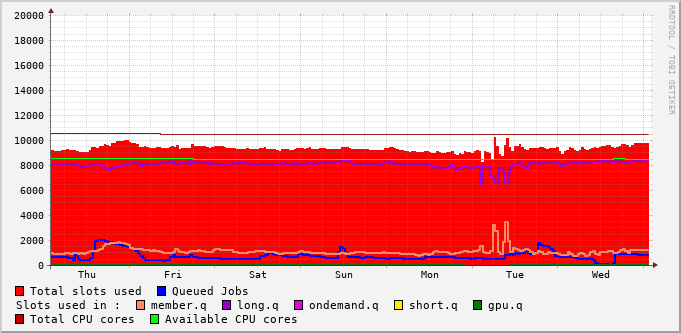 RRDTOOL / TOBI OETIKER
20000
18000
16000
14000
12000
10000
8000
6000
4000
2000
0
Thu Fri Sat Sun Mon Tue Wed
Total slots used Queued Jobs
Slots used in : member.q long.q ondemand.q short.q gpu.q
Total CPU cores Available CPU cores